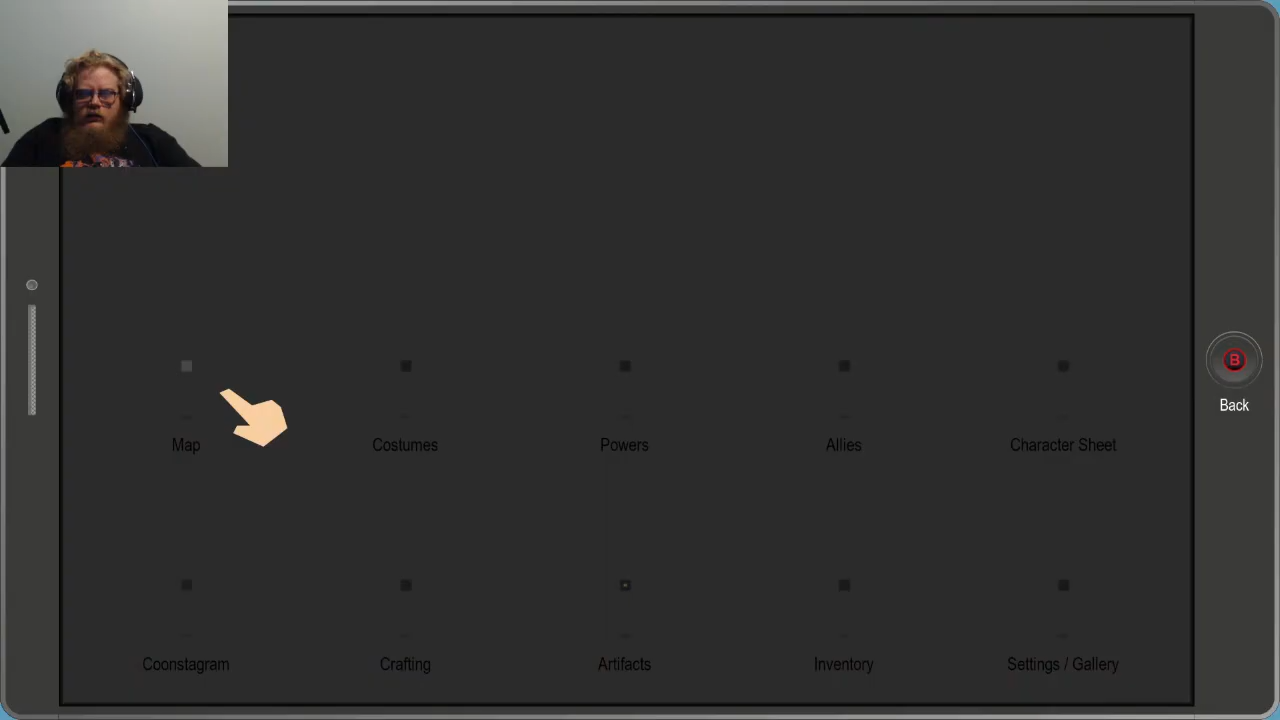 B
Back
Map
Costumes
Powers
Allies
Character Sheet
Coonstagram
Crafting
Artifacts
Inventory
Settings / Gallery